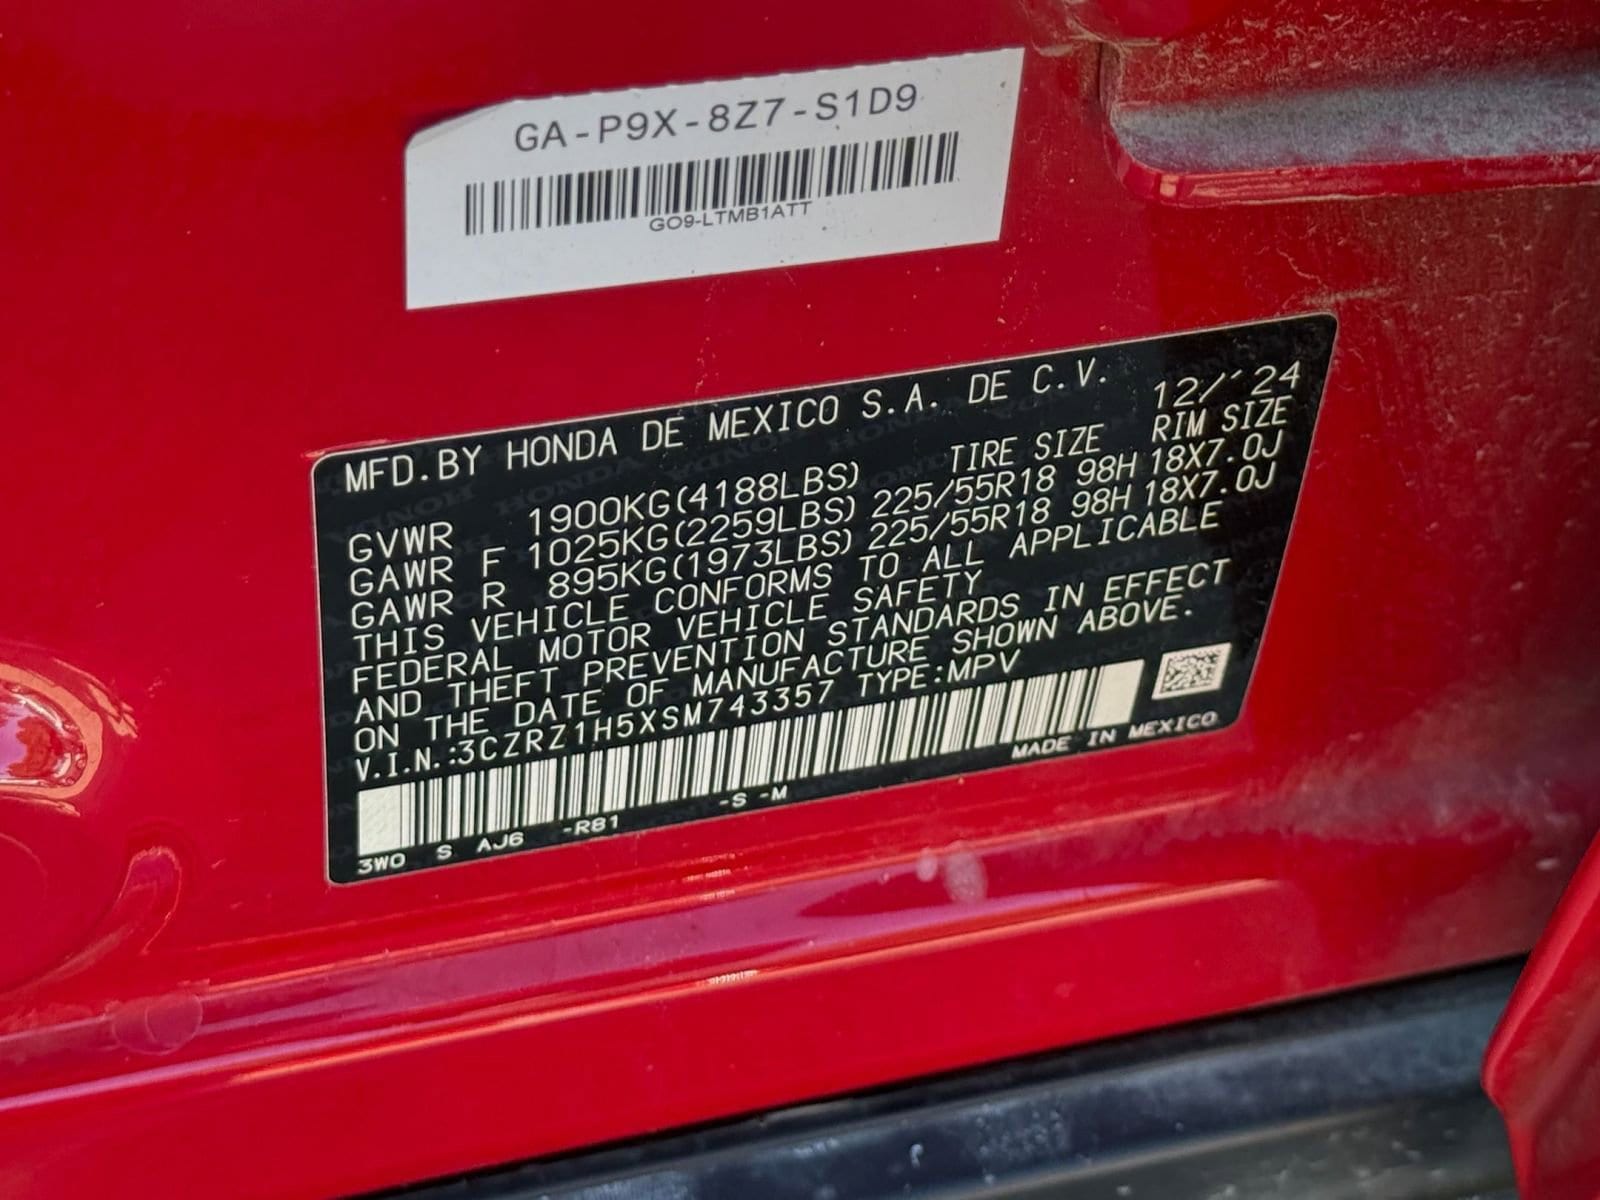 GA-P9X-8Z7-S1D9
GO9-LTMB1ATT
MFD.BY HONDA DE MEXICO S.A. DE C.V.
12/'24
TIRE SIZE RIM SIZE
GVWR 1900KG(4188LBS)
GAWR F 1025KG(2259LBS) 225/55R18 98H 18X7.0J
GAWR R 895KG(1973LBS) 225/55R18 98H 18X7.0J
THIS VEHICLE CONFORMS TO ALL APPLICABLE
FEDERAL MOTOR VEHICLE SAFETY
AND THEFT PREVENTION STANDARDS IN EFFECT
ON THE DATE OF MANUFACTURE SHOWN ABOVE.
V.I.N.:3CZRZ1H5XSM743357 TYPE:MPV
MADE IN MEXICO
3W0 S AJ6 -R81 -S -M